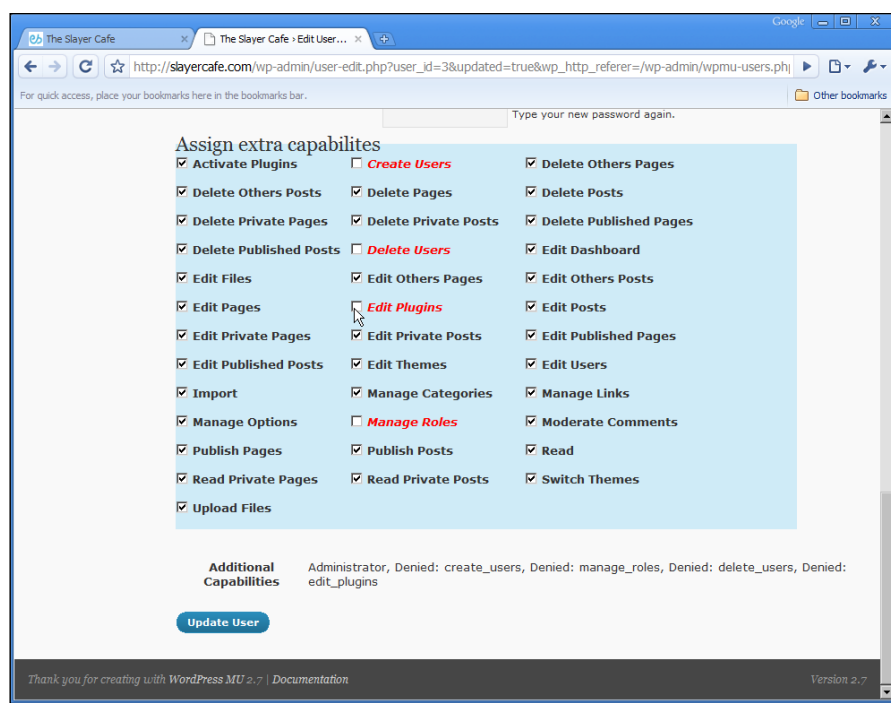 Google
The Slayer Cafe
The Slayer Cafe › Edit User...
http://slayercafe.com/wp-admin/user-edit.php?user_id=3&updated=true&wp_http_referer=/wp-admin/wpmu-users.ph
For quick access, place your bookmarks here in the bookmarks bar.
Other bookmarks
Type your new password again.
Assign extra capabilites
Activate Plugins Create Users Delete Others Pages
Delete Others Posts Delete Pages Delete Posts
Delete Private Pages Delete Private Posts Delete Published Pages
Delete Published Posts Delete Users Edit Dashboard
Edit Files Edit Others Pages Edit Others Posts
Edit Pages Edit Plugins Edit Posts
Edit Private Pages Edit Private Posts Edit Published Pages
Edit Published Posts Edit Themes Edit Users
Import Manage Categories Manage Links
Manage Options Manage Roles Moderate Comments
Publish Pages Publish Posts Read
Read Private Pages Read Private Posts Switch Themes
Upload Files
Additional Capabilities
Administrator, Denied: create_users, Denied: manage_roles, Denied: delete_users, Denied:
edit_plugins
Update User
Thank you for creating with WordPress MU 2.7 | Documentation
Version 2.7